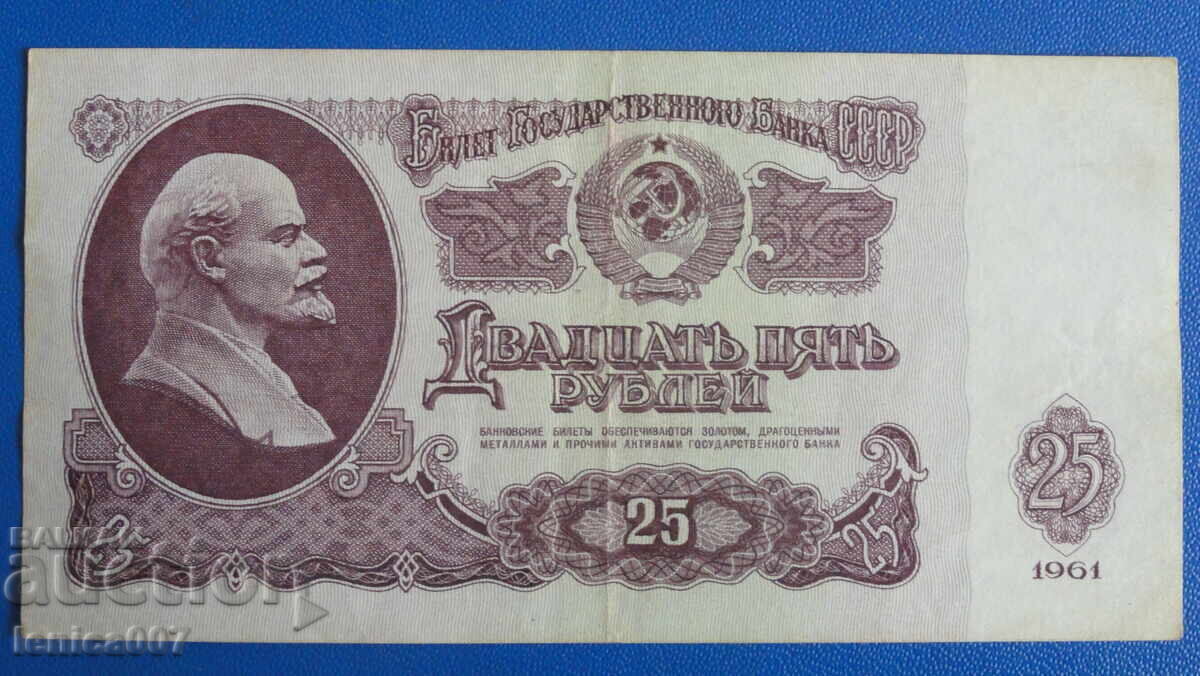 Билет Государственного Банка СССР
Двадцать пять
рублей
БАНКОВСКИЕ БИЛЕТЫ ОБЕСПЕЧИВАЮТСЯ ЗОЛОТОМ, ДРАГОЦЕННЫМИ
МЕТАЛЛАМИ И ПРОЧИМИ АКТИВАМИ ГОСУДАРСТВЕННОГО БАНКА
25
25
25
1961
auction
lenica007